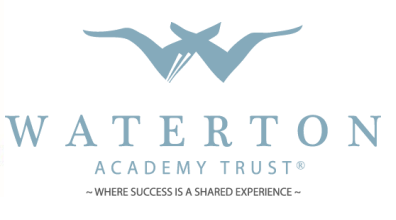 WATERTON
ACADEMY TRUST®
~ WHERE SUCCESS IS A SHARED EXPERIENCE ~